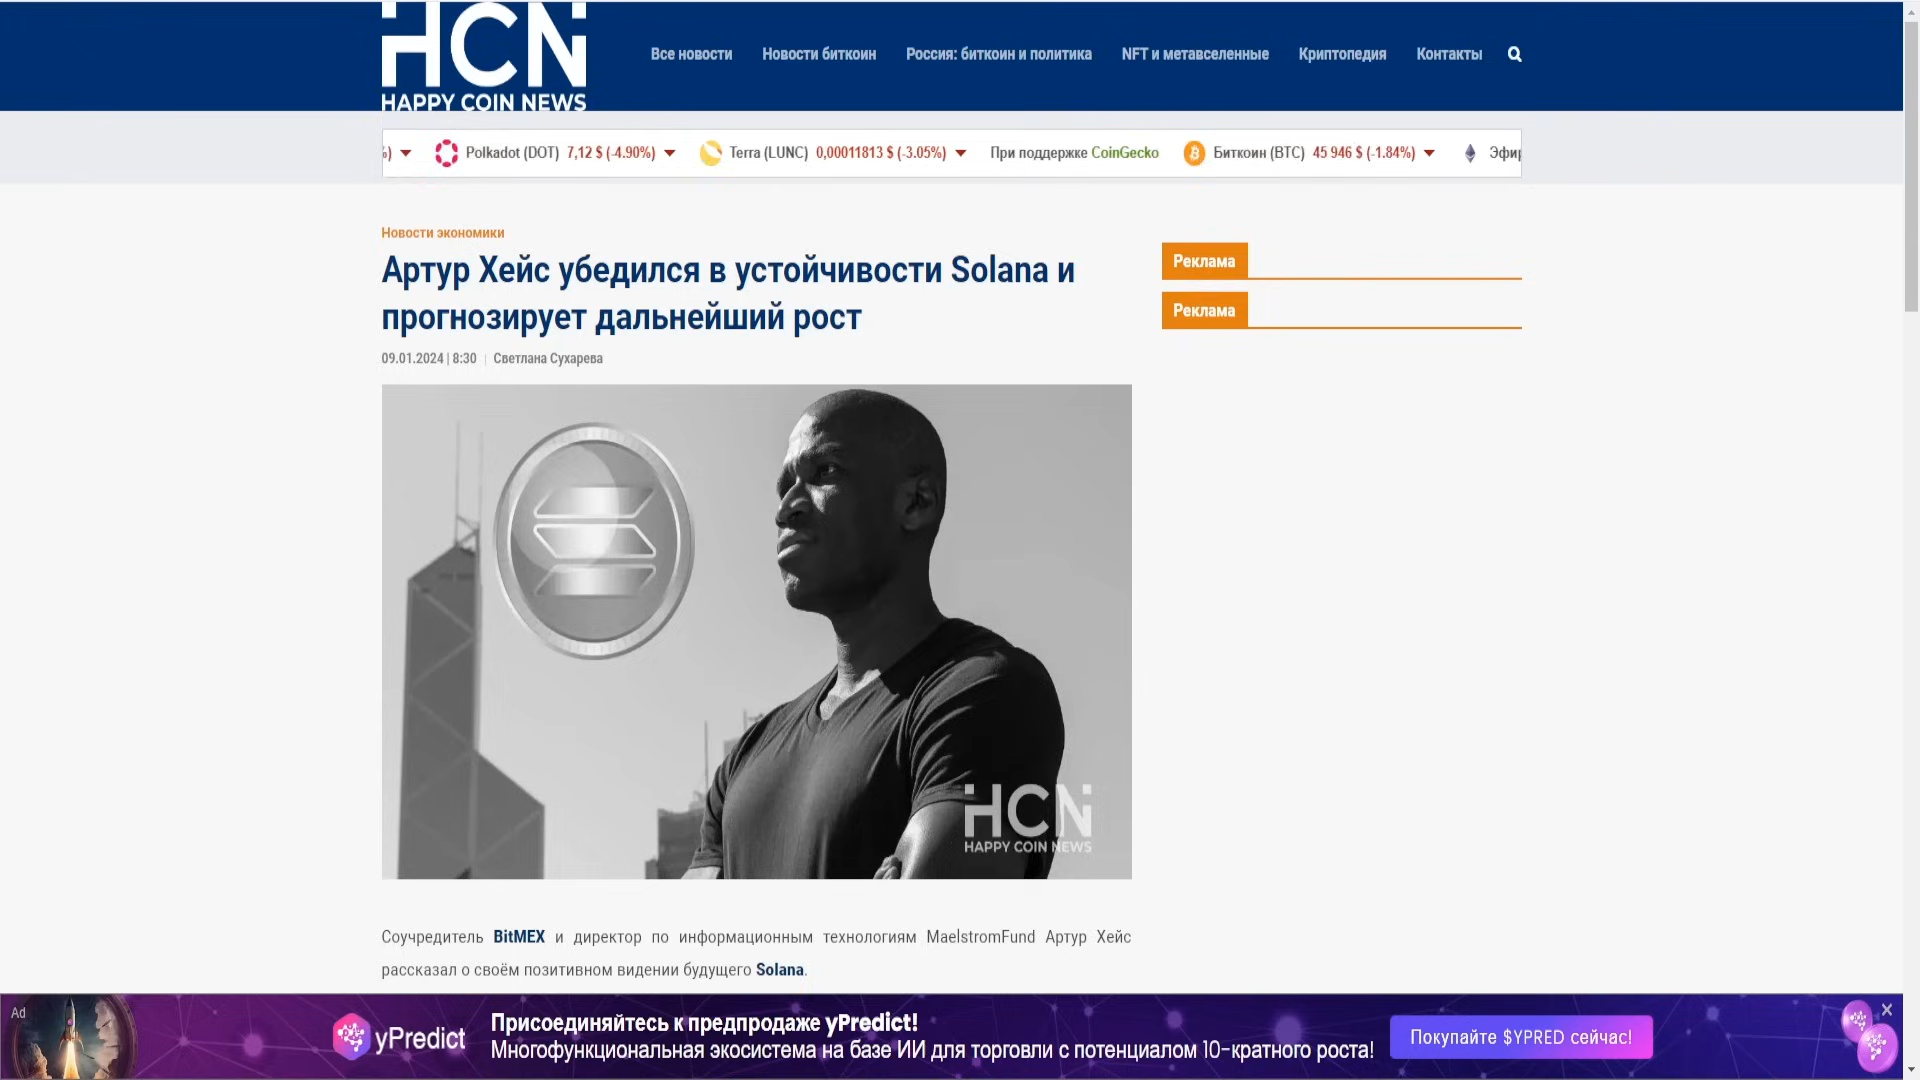 HCN
HAPPY COIN NEWS
Все новости
Новости биткоин
Россия: биткоин и политика
NFT и метавселенные
Криптопедия
Контакты
%) Polkadot (DOT) 7,12 $ (-4.90%) Terra (LUNC) 0,00011813 $ (-3.05%) При поддержке CoinGecko Биткоин (BTC) 45 946 $ (-1.84%) Эфир
Новости экономики
Артур Хейс убедился в устойчивости Solana и
прогнозирует дальнейший рост
09.01.2024 | 8:30 | Светлана Сухарева
Реклама
Реклама
HCN
HAPPY COIN NEWS
Соучредитель BitMEX и директор по информационным технологиям MaelstromFund Артур Хейс
рассказал о своём позитивном видении будущего Solana.
Ad
yPredict
Присоединяйтесь к предпродаже yPredict!
Многофункциональная экосистема на базе ИИ для торговли с потенциалом 10-кратного роста!
Покупайте $YPRED сейчас!